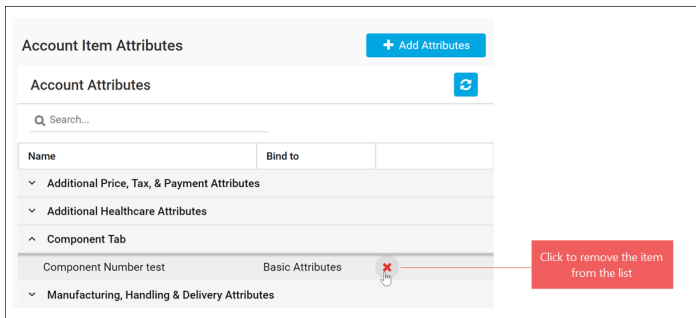 Account Item Attributes
Add Attributes
Account Attributes
Search...
Name Bind to
Additional Price, Tax, & Payment Attributes
Additional Healthcare Attributes
Component Tab
Component Number test Basic Attributes
Click to remove the item
from the list
Manufacturing, Handling & Delivery Attributes